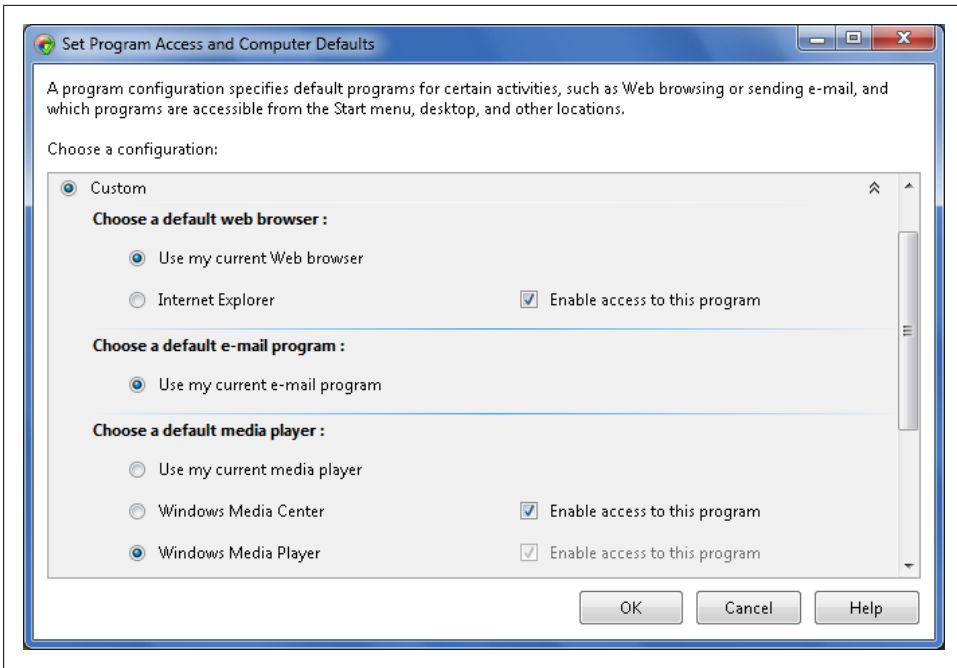 Set Program Access and Computer Defaults
A program configuration specifies default programs for certain activities, such as Web browsing or sending e-mail, and
which programs are accessible from the Start menu, desktop, and other locations.
Choose a configuration:
Custom
Choose a default web browser :
Use my current Web browser
Internet Explorer Enable access to this program
Choose a default e-mail program :
Use my current e-mail program
Choose a default media player :
Use my current media player
Windows Media Center Enable access to this program
Windows Media Player Enable access to this program
OK Cancel Help